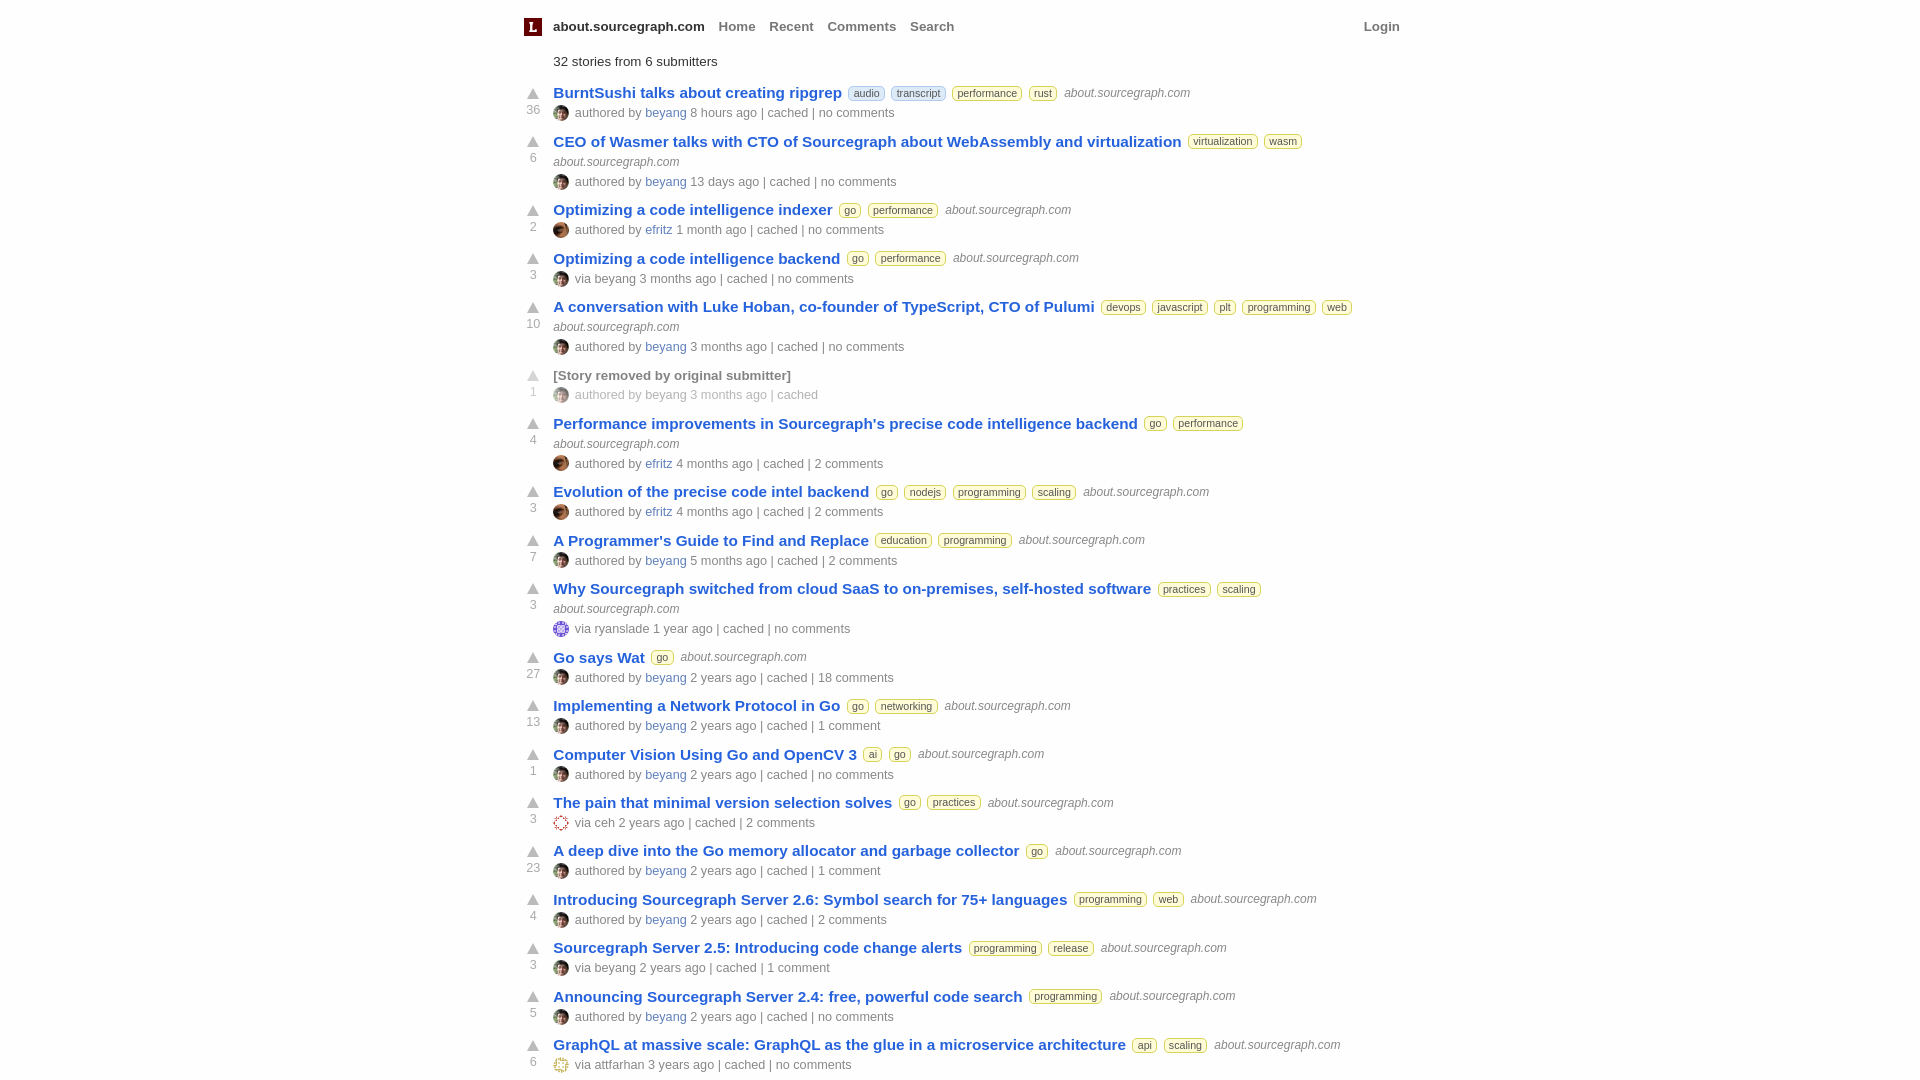 L about.sourcegraph.com Home Recent Comments Search Login
32 stories from 6 submitters
BurntSushi talks about creating ripgrep audio transcript performance rust about.sourcegraph.com
36 authored by beyang 8 hours ago | cached | no comments
CEO of Wasmer talks with CTO of Sourcegraph about WebAssembly and virtualization virtualization wasm
6 about.sourcegraph.com
authored by beyang 13 days ago | cached | no comments
Optimizing a code intelligence indexer go performance about.sourcegraph.com
2 authored by efritz 1 month ago | cached | no comments
Optimizing a code intelligence backend go performance about.sourcegraph.com
3 via beyang 3 months ago | cached | no comments
A conversation with Luke Hoban, co-founder of TypeScript, CTO of Pulumi devops javascript plt programming web
10 about.sourcegraph.com
authored by beyang 3 months ago | cached | no comments
[Story removed by original submitter]
1 authored by beyang 3 months ago | cached
Performance improvements in Sourcegraph's precise code intelligence backend go performance
4 about.sourcegraph.com
authored by efritz 4 months ago | cached | 2 comments
Evolution of the precise code intel backend go nodejs programming scaling about.sourcegraph.com
3 authored by efritz 4 months ago | cached | 2 comments
A Programmer's Guide to Find and Replace education programming about.sourcegraph.com
7 authored by beyang 5 months ago | cached | 2 comments
Why Sourcegraph switched from cloud SaaS to on-premises, self-hosted software practices scaling
3 about.sourcegraph.com
via ryanslade 1 year ago | cached | no comments
Go says Wat go about.sourcegraph.com
27 authored by beyang 2 years ago | cached | 18 comments
Implementing a Network Protocol in Go go networking about.sourcegraph.com
13 authored by beyang 2 years ago | cached | 1 comment
Computer Vision Using Go and OpenCV 3 ai go about.sourcegraph.com
1 authored by beyang 2 years ago | cached | no comments
The pain that minimal version selection solves go practices about.sourcegraph.com
3 via ceh 2 years ago | cached | 2 comments
A deep dive into the Go memory allocator and garbage collector go about.sourcegraph.com
23 authored by beyang 2 years ago | cached | 1 comment
Introducing Sourcegraph Server 2.6: Symbol search for 75+ languages programming web about.sourcegraph.com
4 authored by beyang 2 years ago | cached | 2 comments
Sourcegraph Server 2.5: Introducing code change alerts programming release about.sourcegraph.com
3 via beyang 2 years ago | cached | 1 comment
Announcing Sourcegraph Server 2.4: free, powerful code search programming about.sourcegraph.com
5 authored by beyang 2 years ago | cached | no comments
GraphQL at massive scale: GraphQL as the glue in a microservice architecture api scaling about.sourcegraph.com
6 via attfarhan 3 years ago | cached | no comments